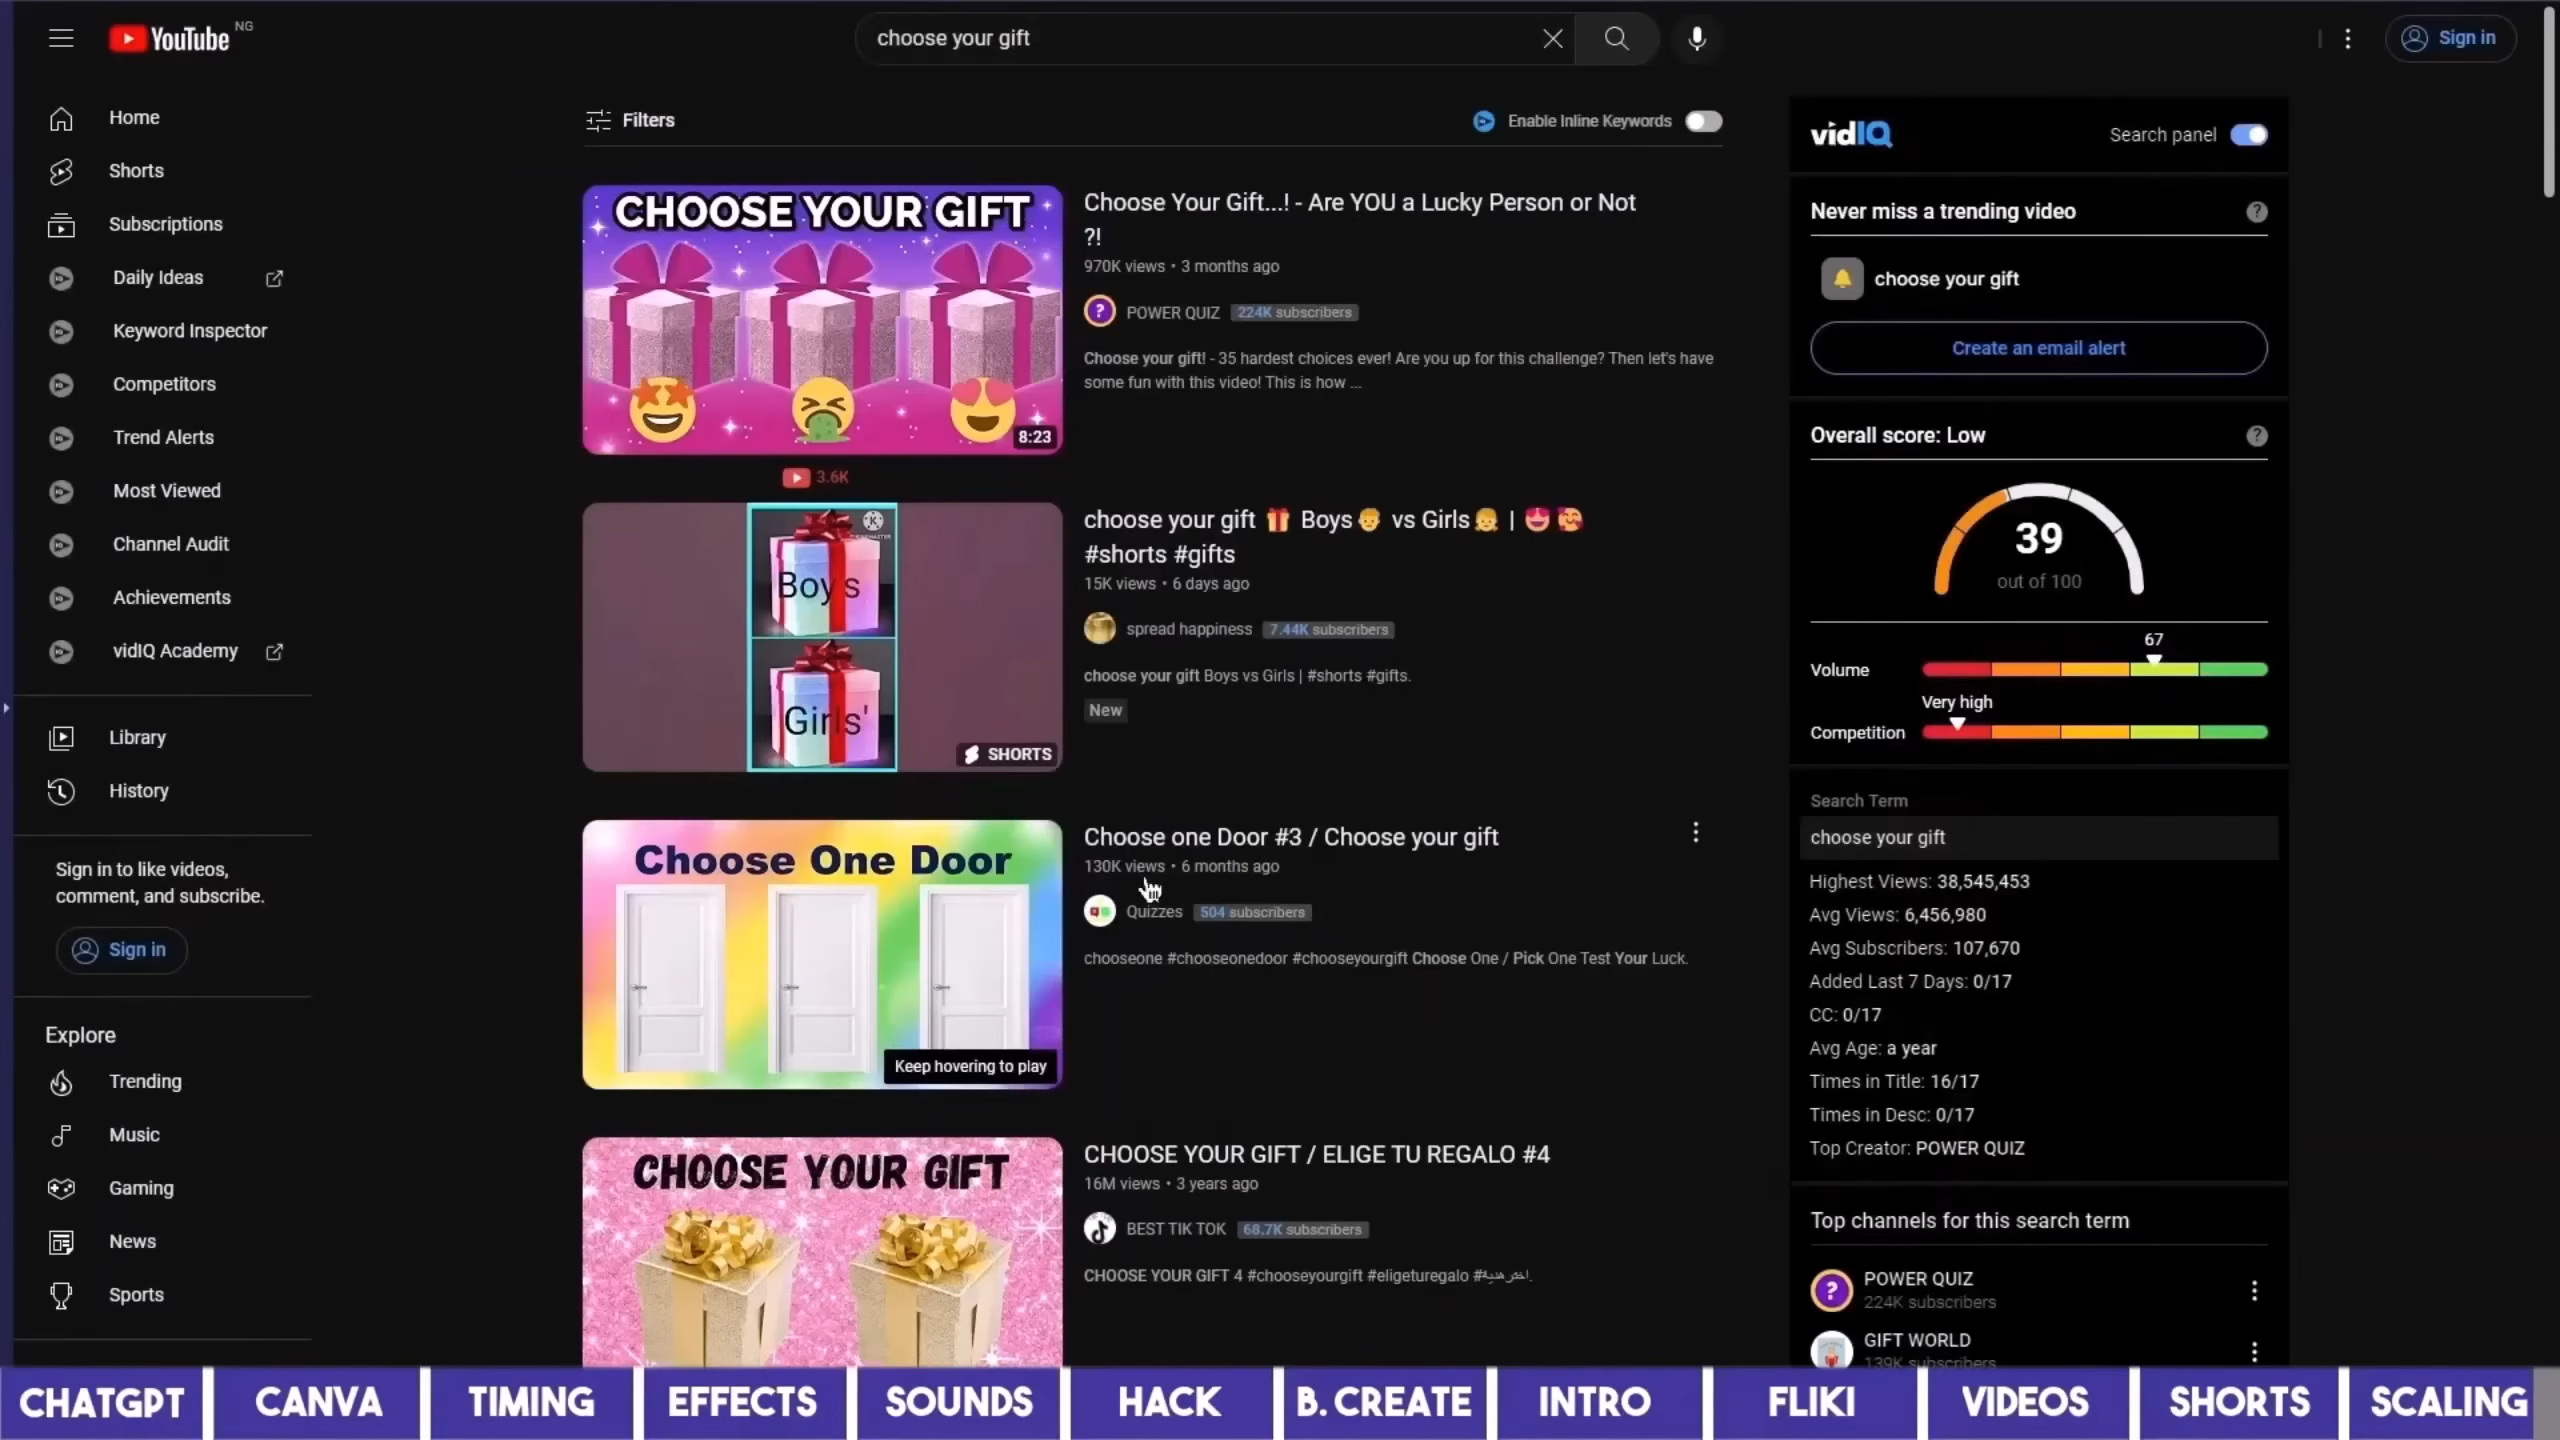 YouTube NG
choose your gift
Sign in
Home
Shorts
Subscriptions
Daily Ideas
Keyword Inspector
Competitors
Trend Alerts
Most Viewed
Channel Audit
Achievements
vidIQ Academy
Library
History
Sign in to like videos,
comment, and subscribe.
Sign in
Explore
Trending
Music
Gaming
News
Sports
Filters
Enable Inline Keywords
CHOOSE YOUR GIFT
8:23
3.6K
Choose Your Gift...! - Are YOU a Lucky Person or Not
?!
970K views • 3 months ago
POWER QUIZ 224K subscribers
Choose your gift! - 35 hardest choices ever! Are you up for this challenge? Then let's have
some fun with this video! This is how ...
Boys
Girls'
SHORTS
choose your gift 🎁 Boys👦 vs Girls👧 | 😍🥰
#shorts #gifts
15K views • 6 days ago
spread happiness 7.44K subscribers
choose your gift Boys vs Girls | #shorts #gifts.
New
Choose One Door
Keep hovering to play
Choose one Door #3 / Choose your gift
130K views • 6 months ago
Quizzes 504 subscribers
chooseone #chooseonedoor #chooseyourgift Choose One / Pick One Test Your Luck.
CHOOSE YOUR GIFT
CHOOSE YOUR GIFT / ELIGE TU REGALO #4
16M views • 3 years ago
BEST TIK TOK 68.7K subscribers
CHOOSE YOUR GIFT 4 #chooseyourgift #eligeturegalo #اخترهدية.
vidIQ
Search panel
Never miss a trending video
choose your gift
Create an email alert
Overall score: Low
39
out of 100
67
Volume
Very high
Competition
Search Term
choose your gift
Highest Views: 38,545,453
Avg Views: 6,456,980
Avg Subscribers: 107,670
Added Last 7 Days: 0/17
CC: 0/17
Avg Age: a year
Times in Title: 16/17
Times in Desc: 0/17
Top Creator: POWER QUIZ
Top channels for this search term
POWER QUIZ
224K subscribers
GIFT WORLD
139K subscribers
CHATGPT
CANVA
TIMING
EFFECTS
SOUNDS
HACK
B. CREATE
INTRO
FLIKI
VIDEOS
SHORTS
SCALING